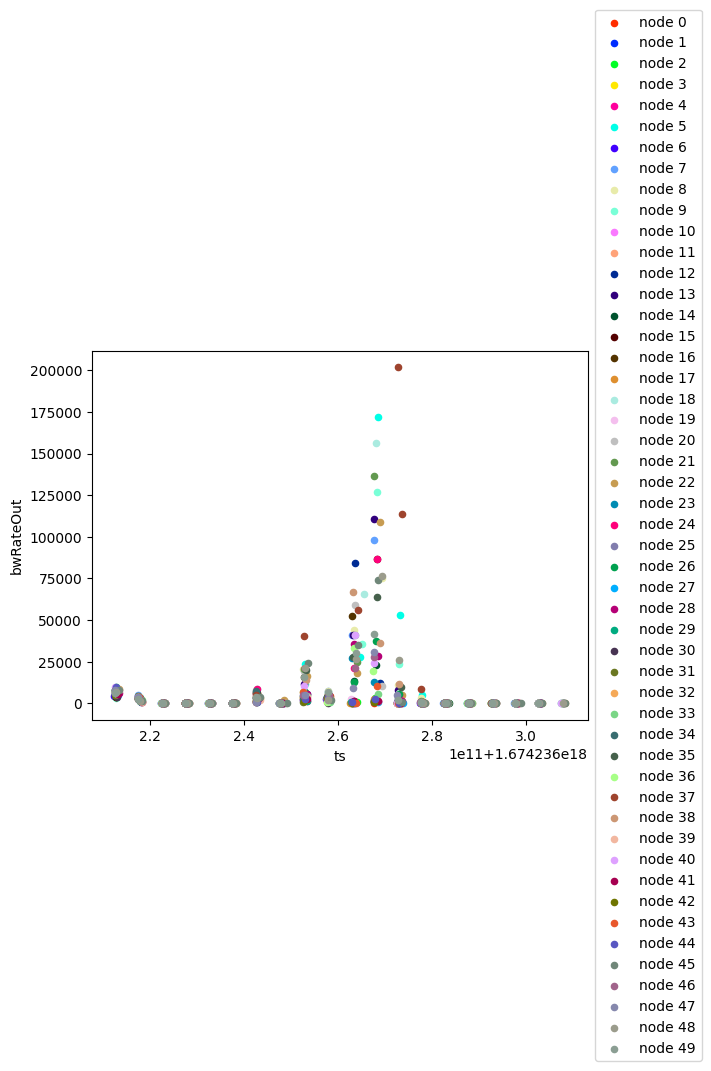 node 0
node 1
node 2
node 3
node 4
node 5
node 6
node 7
node 8
node 9
node 10
node 11
node 12
node 13
node 14
node 15
node 16
node 17
node 18
node 19
node 20
node 21
node 22
node 23
node 24
node 25
node 26
node 27
node 28
node 29
node 30
node 31
node 32
node 33
node 34
node 35
node 36
node 37
node 38
node 39
node 40
node 41
node 42
node 43
node 44
node 45
node 46
node 47
node 48
node 49
bwRateOut
200000
175000
150000
125000
100000
75000
50000
25000
0
2.2 2.4 2.6 2.8 3.0
ts
1e11+1.674236e18